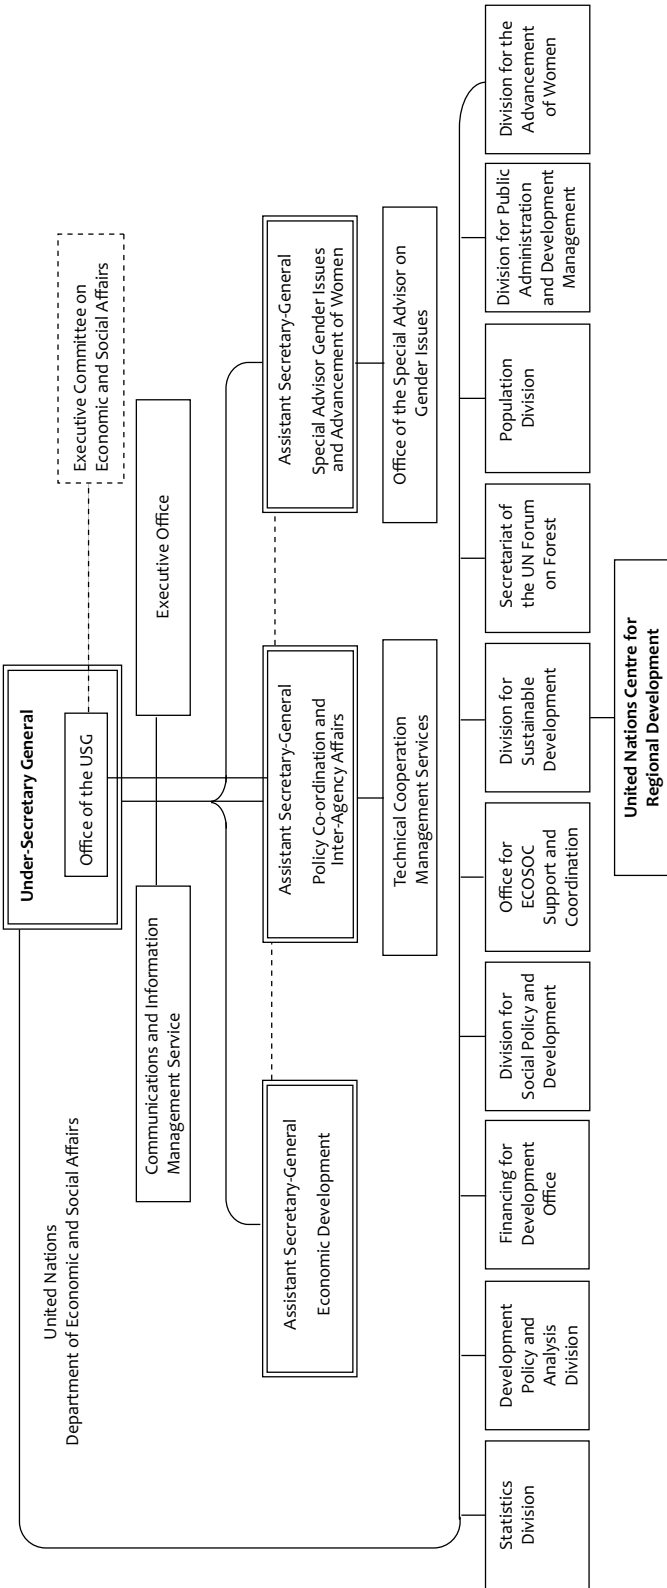 United Nations
Department of Economic and Social Affairs
Under-Secretary General
Office of the USG
Executive Committee on
Economic and Social Affairs
Communications and Information
Management Service
Executive Office
Assistant Secretary-General
Economic Development
Assistant Secretary-General
Policy Co-ordination and
Inter-Agency Affairs
Assistant Secretary-General
Special Advisor Gender Issues
and Advancement of Women
Technical Cooperation
Management Services
Office of the Special Advisor on
Gender Issues
Statistics
Division
Development
Policy and
Analysis
Division
Financing for
Development
Office
Division for
Social Policy and
Development
Office for
ECOSOC
Support and
Coordination
Division for
Sustainable
Development
Secretariat of
the UN Forum
on Forest
Population
Division
Division for Public
Administration
and Development
Management
Division for the
Advancement
of Women
United Nations Centre for
Regional Development